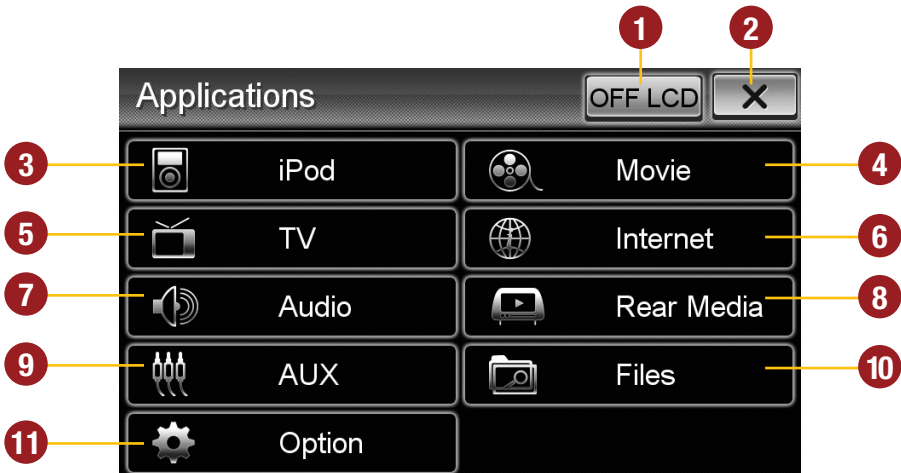 1 2
Applications OFF LCD X
3 iPod Movie 4
5 TV Internet 6
7 Audio Rear Media 8
9 AUX Files 10
11 Option